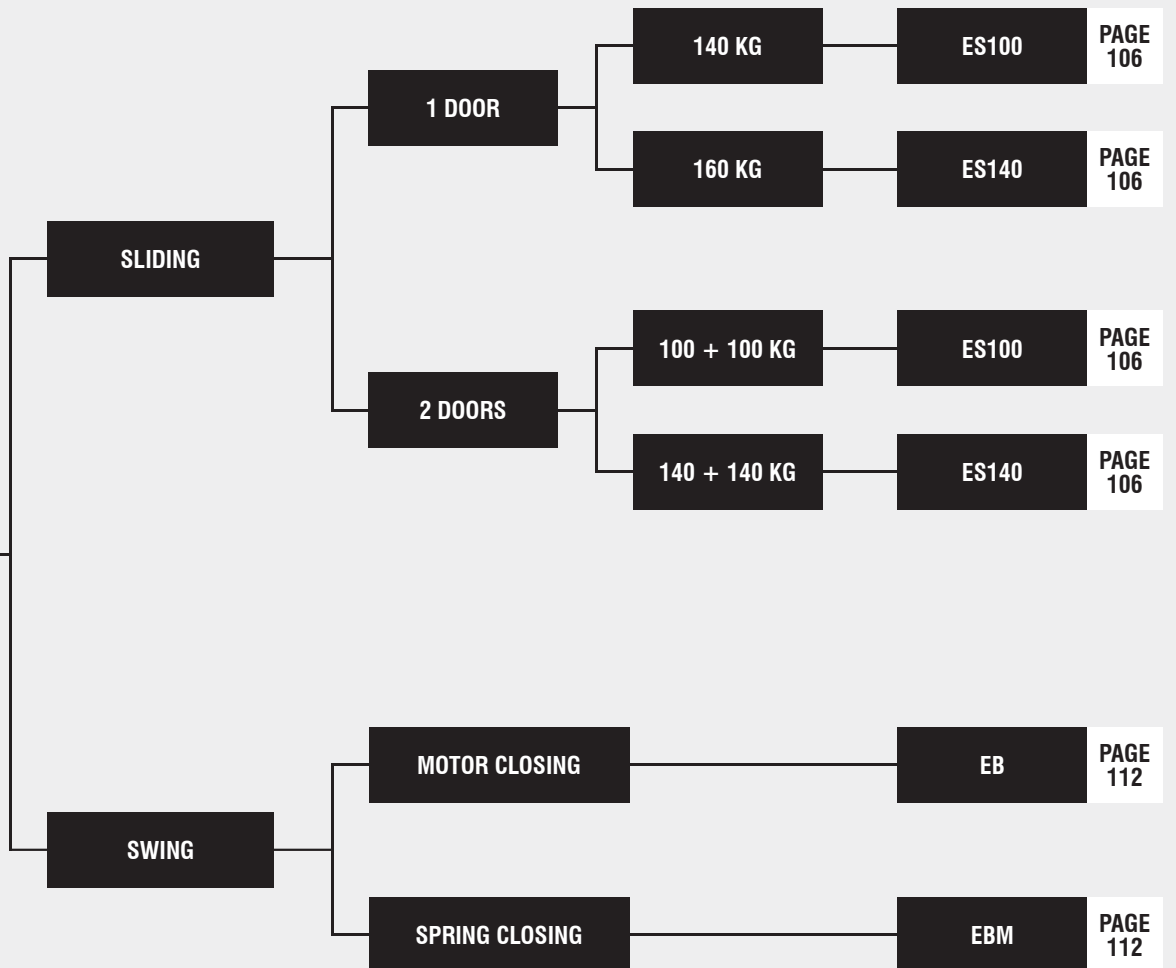 140 KG
ES100
PAGE
106
1 DOOR
160 KG
ES140
PAGE
106
SLIDING
100 + 100 KG
ES100
PAGE
106
2 DOORS
140 + 140 KG
ES140
PAGE
106
MOTOR CLOSING
EB
PAGE
112
SWING
SPRING CLOSING
EBM
PAGE
112